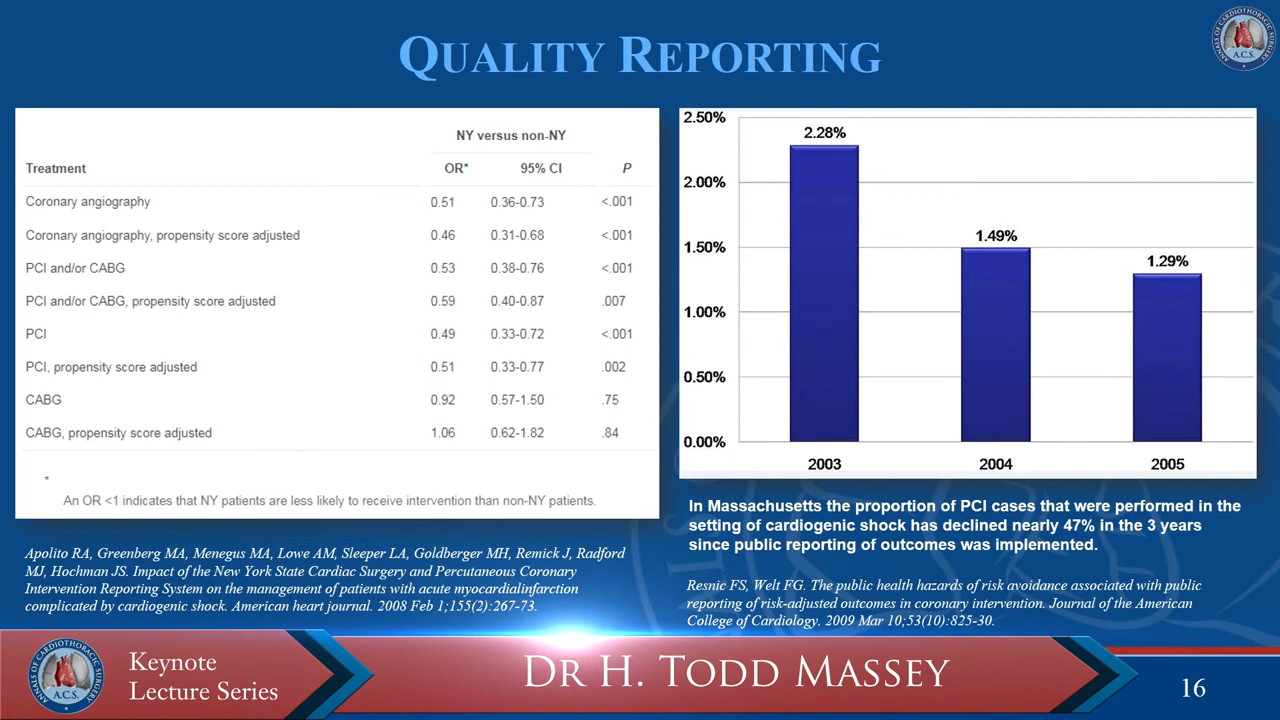 QUALITY REPORTING
ANNALS OF CARDIOTHORACIC SURGERY
A.C.S.
NY versus non-NY
Treatment OR* 95% CI P
Coronary angiography 0.51 0.36-0.73 <.001
Coronary angiography, propensity score adjusted 0.46 0.31-0.68 <.001
PCI and/or CABG 0.53 0.38-0.76 <.001
PCI and/or CABG, propensity score adjusted 0.59 0.40-0.87 .007
PCI 0.49 0.33-0.72 <.001
PCI, propensity score adjusted 0.51 0.33-0.77 .002
CABG 0.92 0.57-1.50 .75
CABG, propensity score adjusted 1.06 0.62-1.82 .84
*
An OR <1 indicates that NY patients are less likely to receive intervention than non-NY patients.
Apolito RA, Greenberg MA, Menegus MA, Lowe AM, Sleeper LA, Goldberger MH, Remick J, Radford
MJ, Hochman JS. Impact of the New York State Cardiac Surgery and Percutaneous Coronary
Intervention Reporting System on the management of patients with acute myocardialinfarction
complicated by cardiogenic shock. American heart journal. 2008 Feb 1;155(2):267-73.
2.50%
2.00%
1.50%
1.00%
0.50%
0.00%
2.28%
1.49%
1.29%
2003 2004 2005
In Massachusetts the proportion of PCI cases that were performed in the
setting of cardiogenic shock has declined nearly 47% in the 3 years
since public reporting of outcomes was implemented.
Resnic FS, Welt FG. The public health hazards of risk avoidance associated with public
reporting of risk-adjusted outcomes in coronary intervention. Journal of the American
College of Cardiology. 2009 Mar 10;53(10):825-30.
ANNALS OF CARDIOTHORACIC SURGERY
A.C.S.
Keynote
Lecture Series
DR H. TODD MASSEY
16